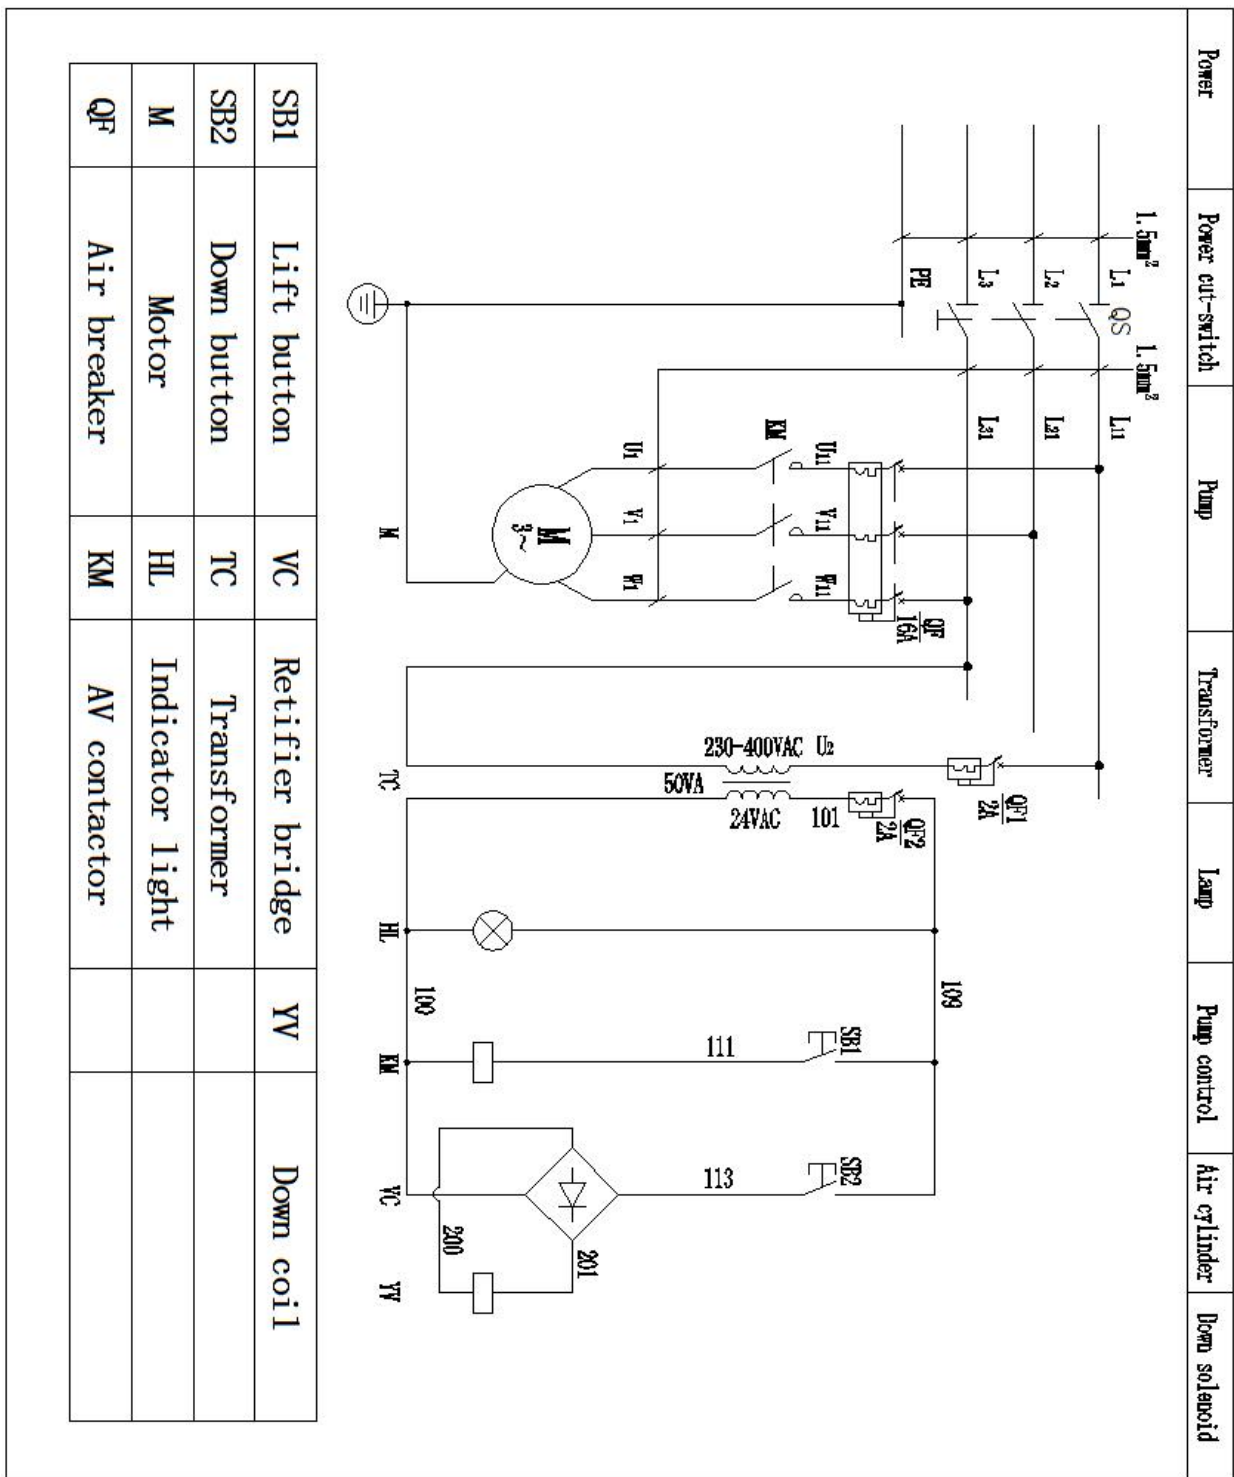 Power Power cut-switch Pump Transformer Lamp Pump control Air cylinder Down solenoid
1.5mm² 1.5mm²
L1 QS L11
L2 L21
L3 L31
PE
QF1
2A
109
QF
16A
QF2
2A
U11 V11 W11
U2 101
SB1 SB2
KM
230-400VAC
24VAC
111 113
50VA
U1 V1 W1
M
3~
201
100 200
M TC HL KM VC YV
SB1 Lift button VC Retifier bridge YV Down coil
SB2 Down button TC Transformer
M Motor HL Indicator light
QF Air breaker KM AV contactor